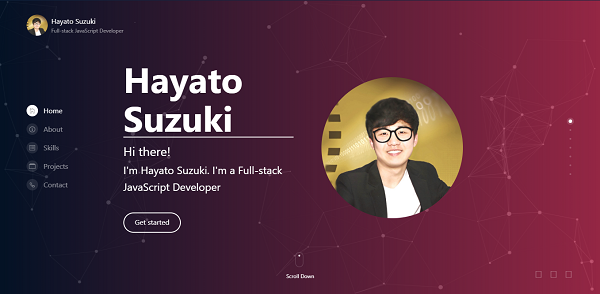 Hayato Suzuki
Full-stack JavaScript Developer
Home
About
Skills
Projects
Contact
Hayato
Suzuki
Hi there!
I'm Hayato Suzuki. I'm a Full-stack
JavaScript Developer
Get started
Scroll Down